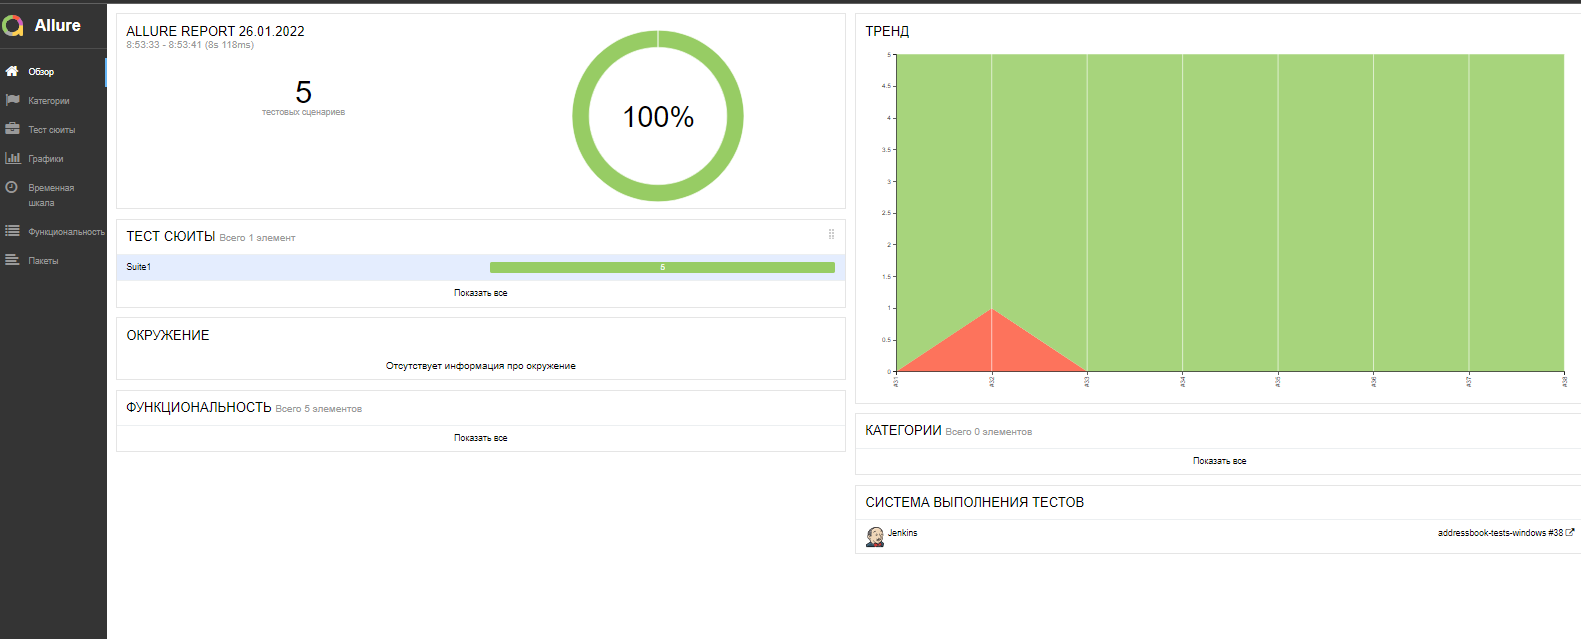 Allure
Обзор
Категории
Тест сюиты
Графики
Временная
шкала
Функциональность
Пакеты
ALLURE REPORT 26.01.2022
8:53:33 - 8:53:41 (8s 118ms)
5
тестовых сценариев
100%
ТЕСТ СЮИТЫ Всего 1 элемент
Suite1 5
Показать все
ОКРУЖЕНИЕ
Отсутствует информация про окружение
ФУНКЦИОНАЛЬНОСТЬ Всего 5 элементов
Показать все
ТРЕНД
5
4.5
4
3.5
3
2.5
2
1.5
1
0.5
0
#31 #32 #33 #34 #35 #36 #37 #38
КАТЕГОРИИ Всего 0 элементов
Показать все
СИСТЕМА ВЫПОЛНЕНИЯ ТЕСТОВ
Jenkins addressbook-tests-windows #38